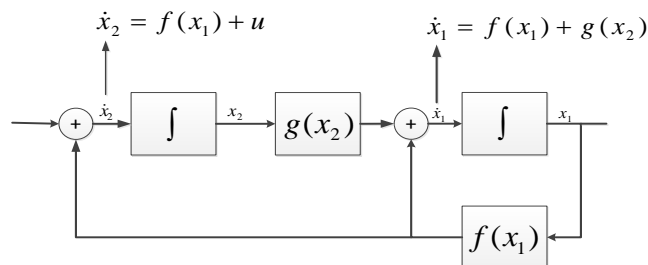 ẋ₂ = f(x₁) + u
ẋ₁ = f(x₁) + g(x₂)
+ ẋ₂ ∫ x₂ g(x₂) + ẋ₁ ∫ x₁
f(x₁)